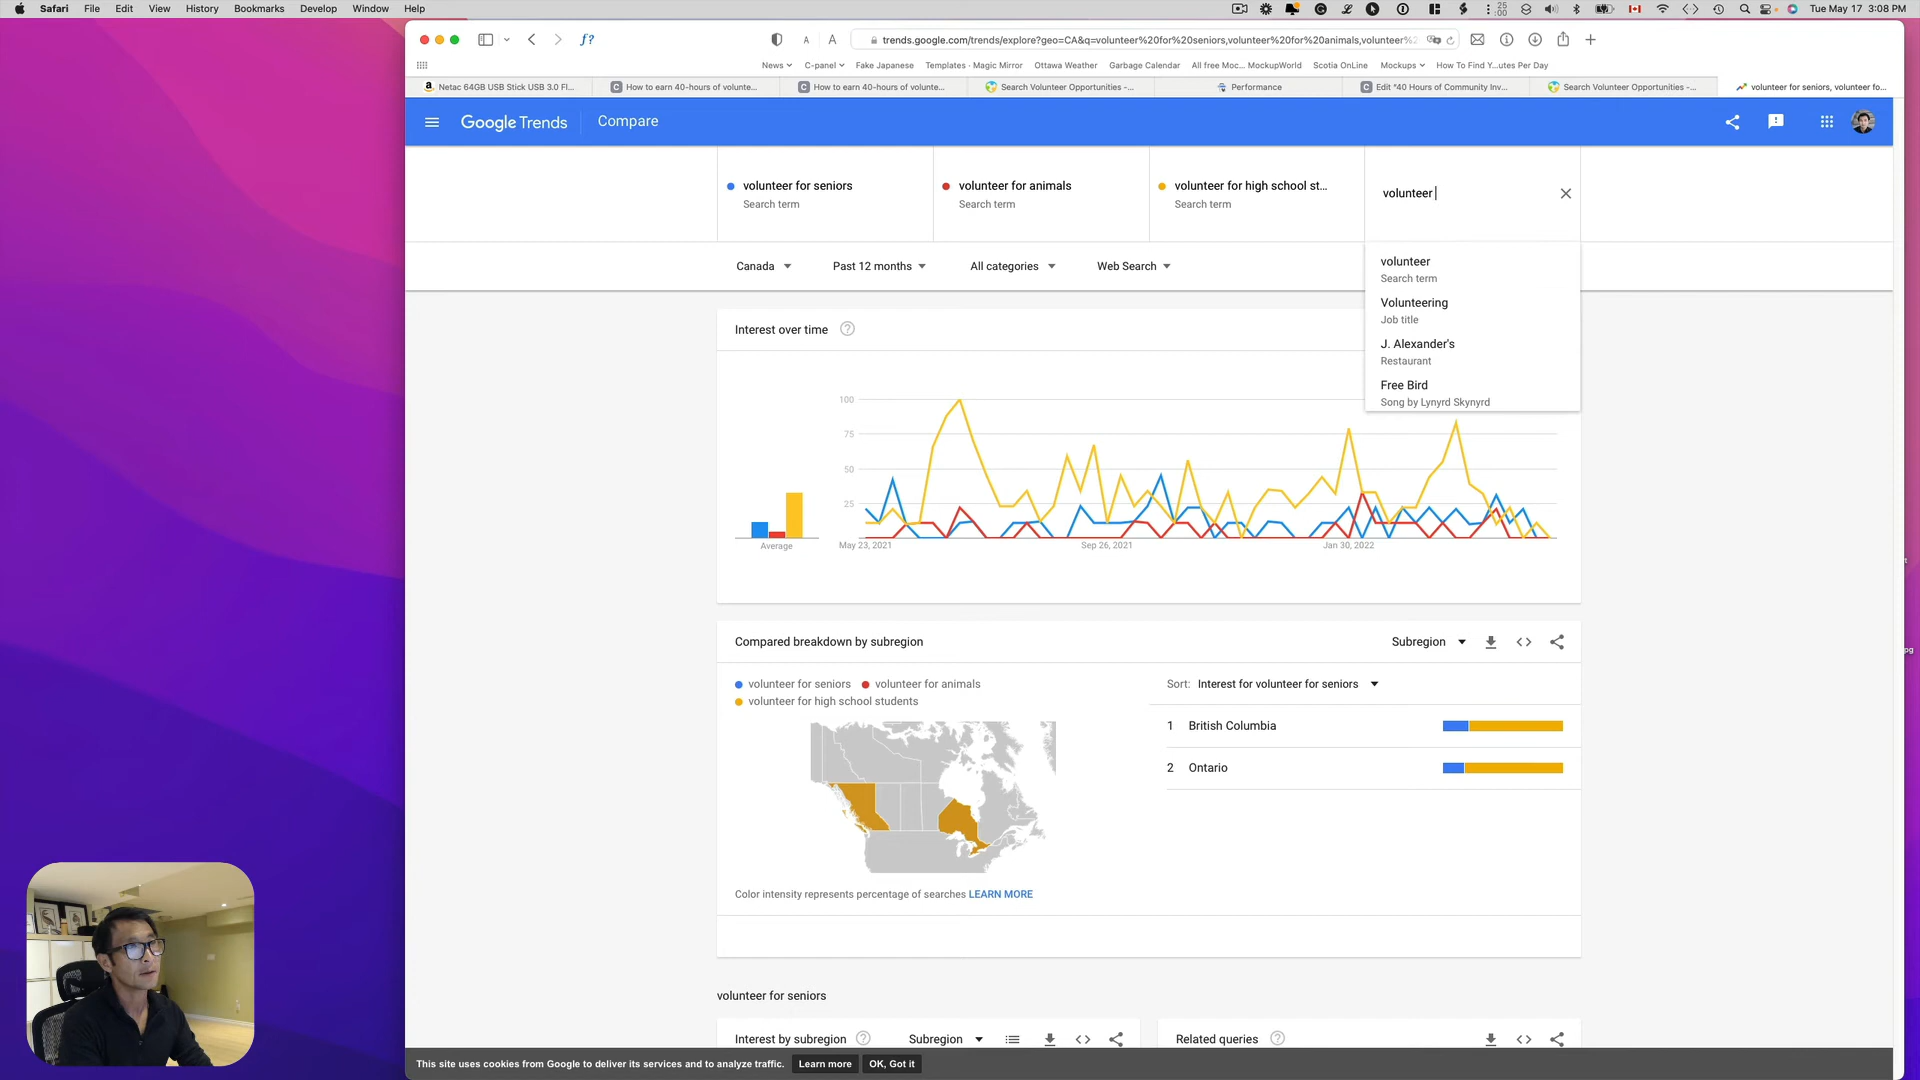 Safari File Edit View History Bookmarks Develop Window Help
25
:00
Tue May 17 3:08 PM
A A trends.google.com/trends/explore?geo=CA&q=volunteer%20for%20seniors,volunteer%20for%20animals,volunteer%2
News C-panel Fake Japanese Templates - Magic Mirror Ottawa Weather Garbage Calendar All free Moc... MockupWorld Scotia OnLine Mockups How To Find Y...utes Per Day
Netac 64GB USB Stick USB 3.0 Fl... How to earn 40-hours of volunte... How to earn 40-hours of volunte... Search Volunteer Opportunities -... Performance Edit "40 Hours of Community Inv... Search Volunteer Opportunities -... volunteer for seniors, volunteer fo...
Google Trends Compare
volunteer for seniors
Search term
volunteer for animals
Search term
volunteer for high school st...
Search term
volunteer
volunteer
Search term
Volunteering
Job title
J. Alexander's
Restaurant
Free Bird
Song by Lynyrd Skynyrd
Canada Past 12 months All categories Web Search
Interest over time
100
75
50
25
Average
May 23, 2021 Sep 26, 2021 Jan 30, 2022
Compared breakdown by subregion Subregion
volunteer for seniors volunteer for animals
volunteer for high school students
Sort: Interest for volunteer for seniors
1 British Columbia
2 Ontario
Color intensity represents percentage of searches LEARN MORE
volunteer for seniors
Interest by subregion Subregion
Related queries
This site uses cookies from Google to deliver its services and to analyze traffic. Learn more OK, Got it
pg